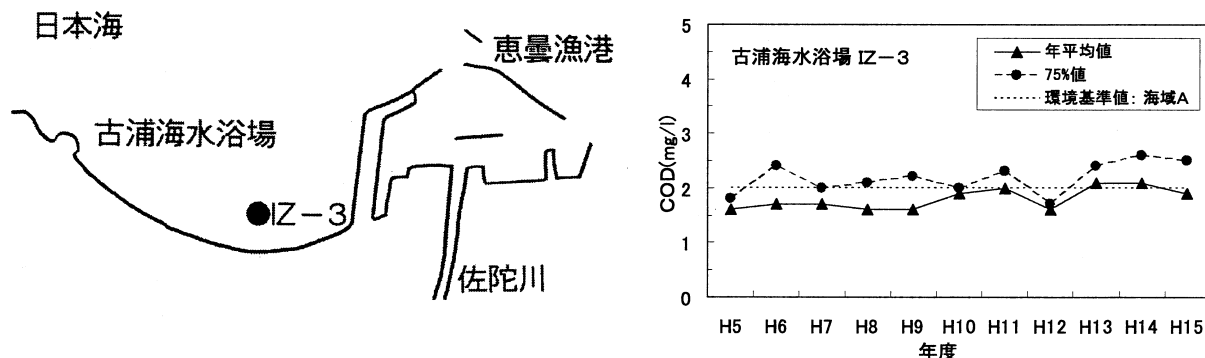 日本海
恵曇漁港
古浦海水浴場
IZ-3
佐陀川
古浦海水浴場 IZ-3
年平均値
75%値
環境基準値: 海域A
COD(mg/l)
5
4
3
2
1
0
H5 H6 H7 H8 H9 H10 H11 H12 H13 H14 H15
年度